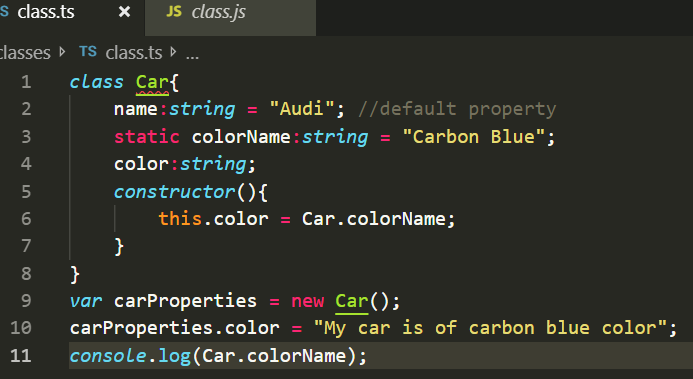 class.ts × JS class.js
classes > TS class.ts > ...
1 class Car{
2 name:string = "Audi"; //default property
3 static colorName:string = "Carbon Blue";
4 color:string;
5 constructor(){
6 this.color = Car.colorName;
7 }
8 }
9 var carProperties = new Car();
10 carProperties.color = "My car is of carbon blue color";
11 console.log(Car.colorName);